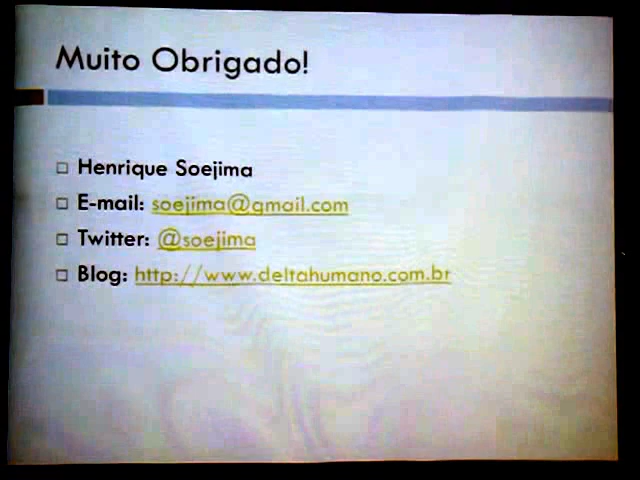 Muito Obrigado!
Henrique Soejima
E-mail: soejima@gmail.com
Twitter: @soejima
Blog: http://www.deltahumano.com.br